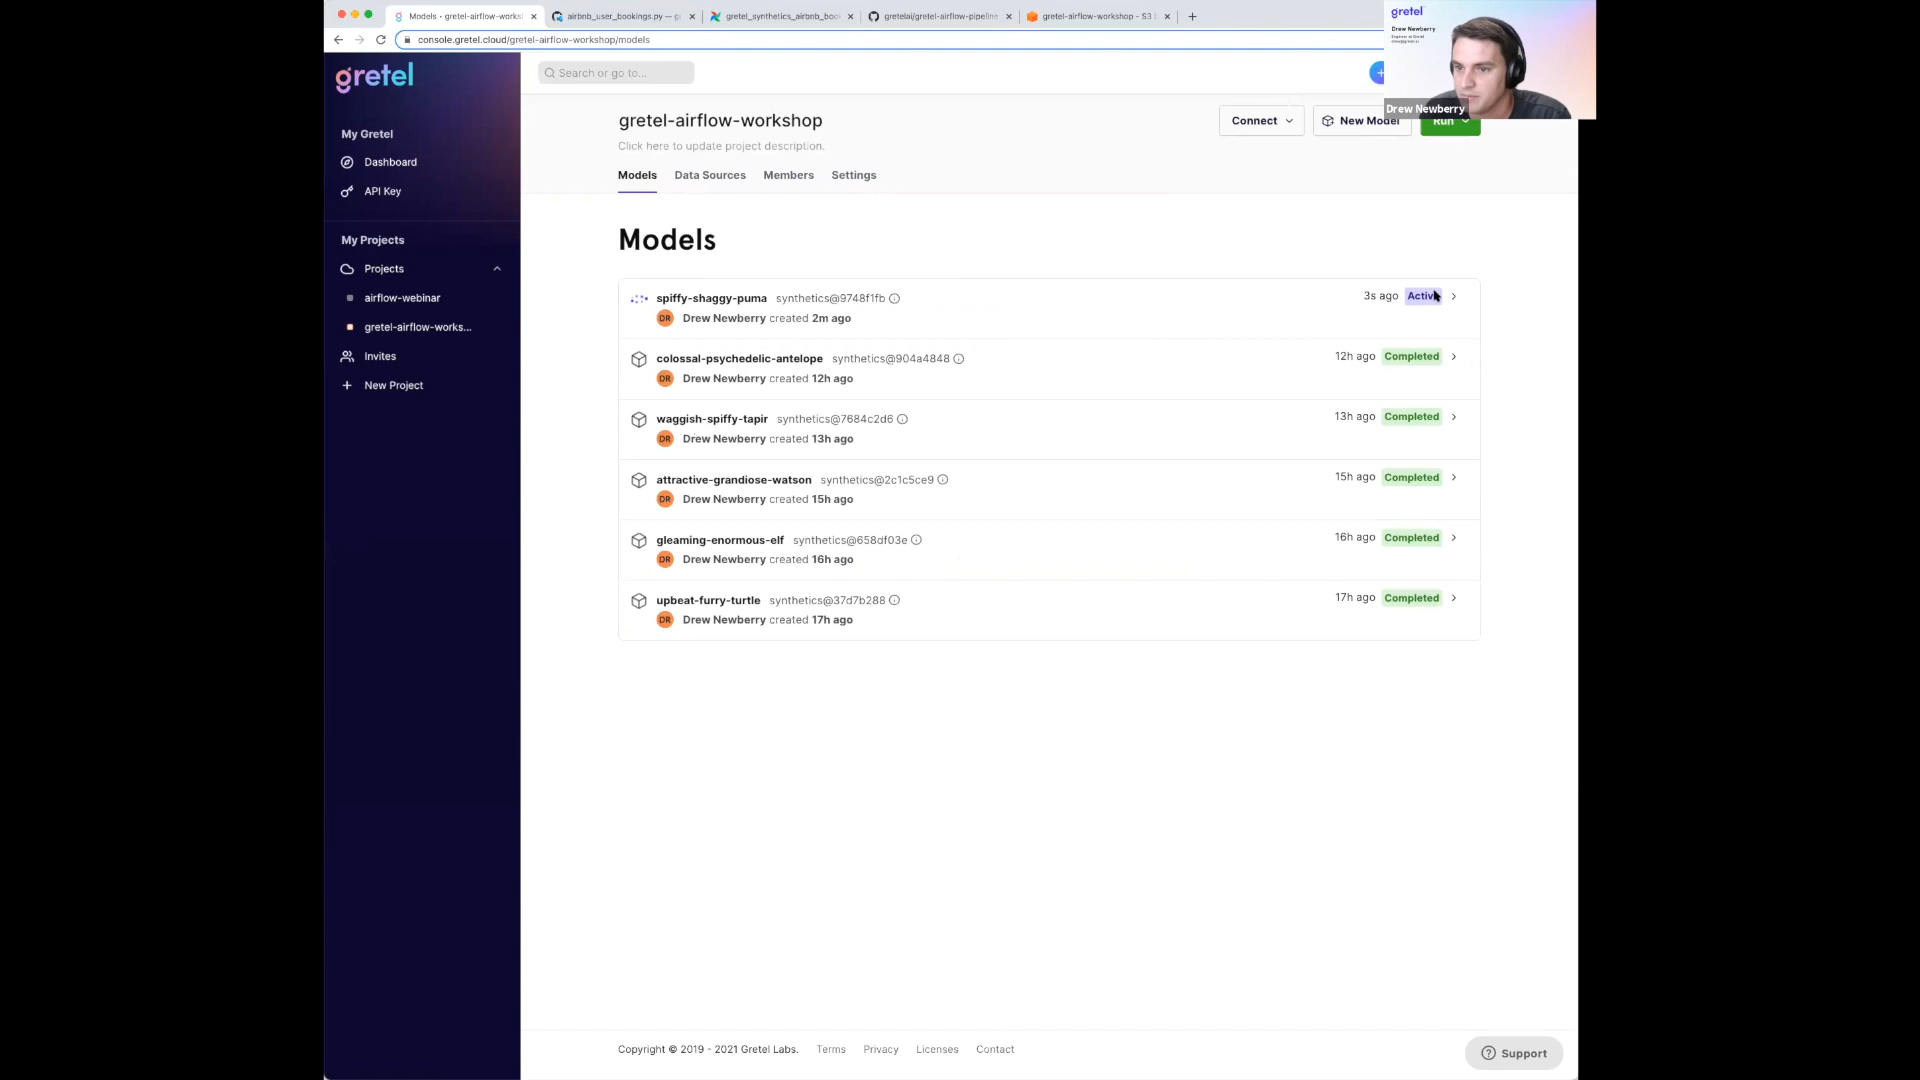 Models - gretel-airflow-works
airbnb_user_bookings.py — g
gretel_synthetics_airbnb_boo
gretelai/gretel-airflow-pipeline
gretel-airflow-workshop - S3
console.gretel.cloud/gretel-airflow-workshop/models
gretel
Drew Newberry
Drew Newberry
gretel
Search or go to...
My Gretel
Dashboard
API Key
My Projects
Projects
airflow-webinar
gretel-airflow-works...
Invites
New Project
gretel-airflow-workshop
Click here to update project description.
Connect
New Model
Run
Models Data Sources Members Settings
Models
spiffy-shaggy-puma synthetics@9748f1fb
3s ago Active
DR Drew Newberry created 2m ago
colossal-psychedelic-antelope synthetics@904a4848
12h ago Completed
DR Drew Newberry created 12h ago
waggish-spiffy-tapir synthetics@7684c2d6
13h ago Completed
DR Drew Newberry created 13h ago
attractive-grandiose-watson synthetics@2c1c5ce9
15h ago Completed
DR Drew Newberry created 15h ago
gleaming-enormous-elf synthetics@658df03e
16h ago Completed
DR Drew Newberry created 16h ago
upbeat-furry-turtle synthetics@37d7b288
17h ago Completed
DR Drew Newberry created 17h ago
Copyright © 2019 - 2021 Gretel Labs. Terms Privacy Licenses Contact
Support